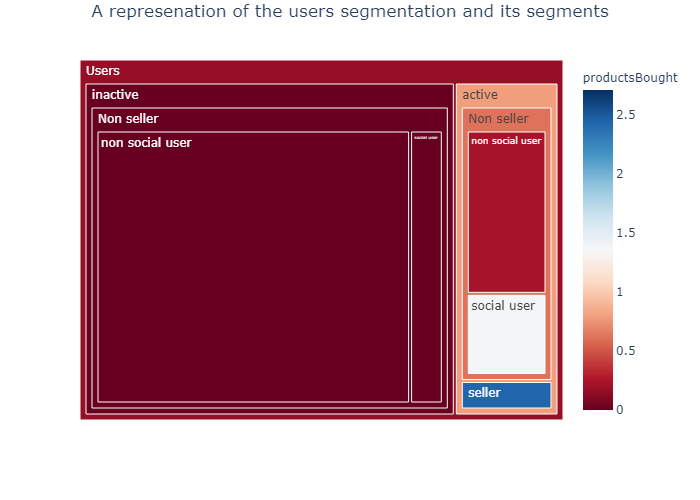 A represenation of the users segmentation and its segments
productsBought
Users
inactive
active
Non seller
Non seller
non social user
social user
non social user
social user
seller
2.5
2
1.5
1
0.5
0